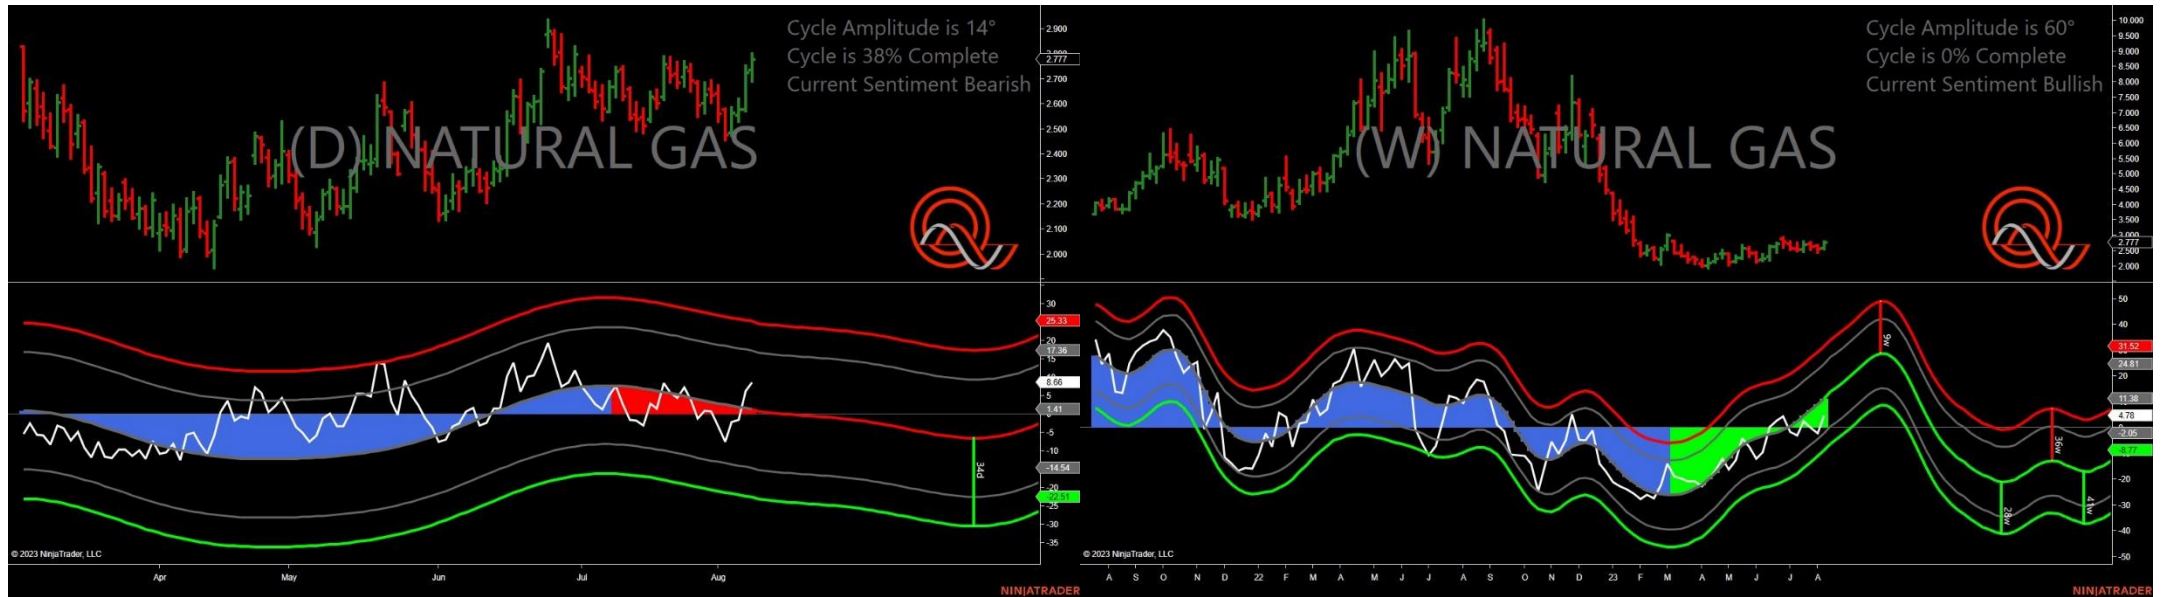 Cycle Amplitude is 14°
Cycle is 38% Complete
Current Sentiment Bearish
(D) NATURAL GAS
2.900
2.777
2.700
2.600
2.500
2.400
2.300
2.200
2.100
2.000
30
25.33
20
17.36
15
8.66
5
1.41
-5
-10
-14.54
-20
-22.51
-25
-30
-35
34d
© 2023 NinjaTrader, LLC
Apr
May
Jun
Jul
Aug
NINJATRADER
Cycle Amplitude is 60°
Cycle is 0% Complete
Current Sentiment Bullish
(W) NATURAL GAS
10.000
9.500
9.000
8.500
8.000
7.500
7.000
6.500
6.000
5.500
5.000
4.500
4.000
3.500
3.000
2.777
2.000
50
40
31.52
24.81
20
11.38
4.78
-2.05
-8.77
-20
-30
-40
-50
9w
28w
36w
41w
© 2023 NinjaTrader, LLC
A S O N D 22 F M A M J J A S O N D 23 F M A M J J A
NINJATRADER